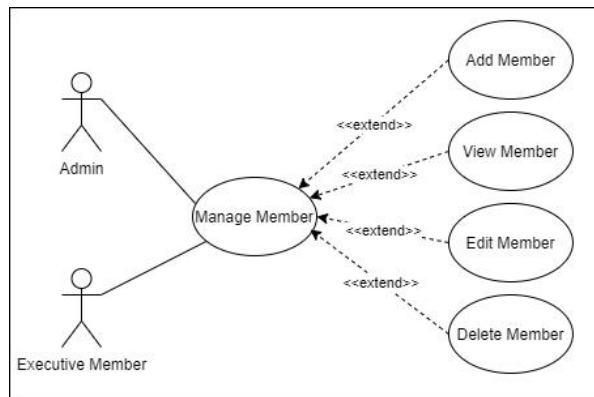 Add Member
<<extend>>
Admin
View Member
<<extend>>
Manage Member
<<extend>>
Edit Member
<<extend>>
Delete Member
Executive Member